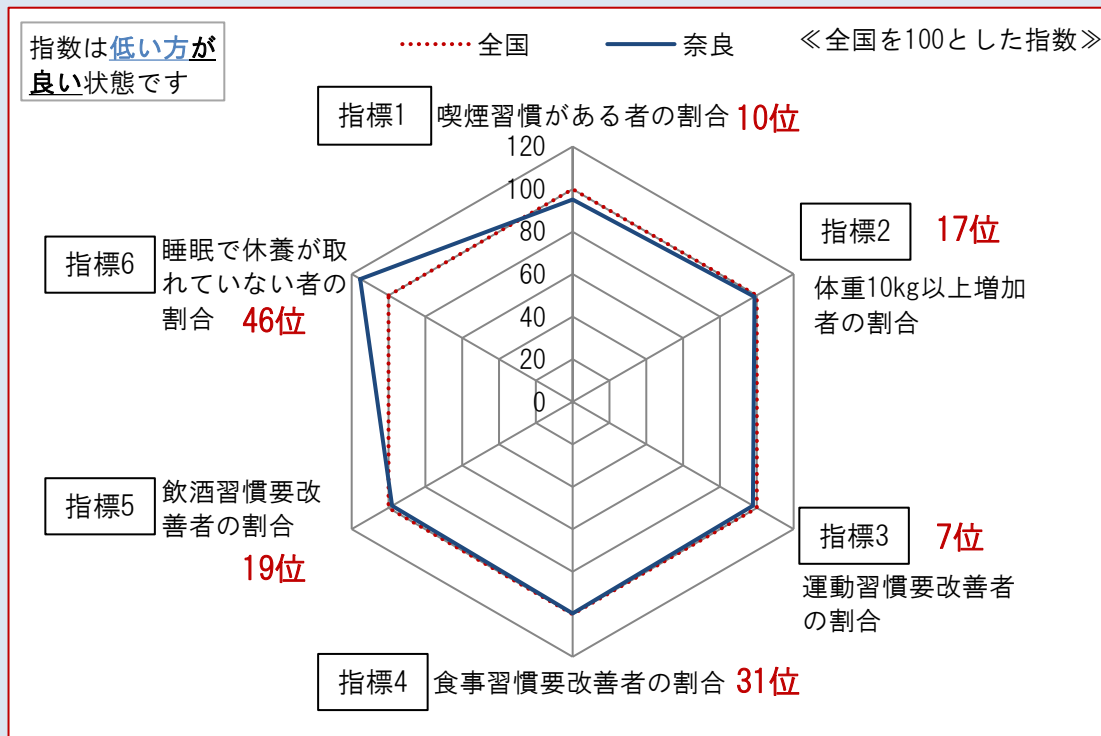 指数は低い方が
良い状態です
全国
奈良
≪全国を100とした指数≫
指標1
喫煙習慣がある者の割合 10位
120
100
80
60
40
20
0
指標2
17位
体重10kg以上増加
者の割合
指標3
7位
運動習慣要改善者
の割合
指標4
食事習慣要改善者の割合 31位
指標5
飲酒習慣要改
善者の割合
19位
指標6
睡眠で休養が取
れていない者の
割合 46位